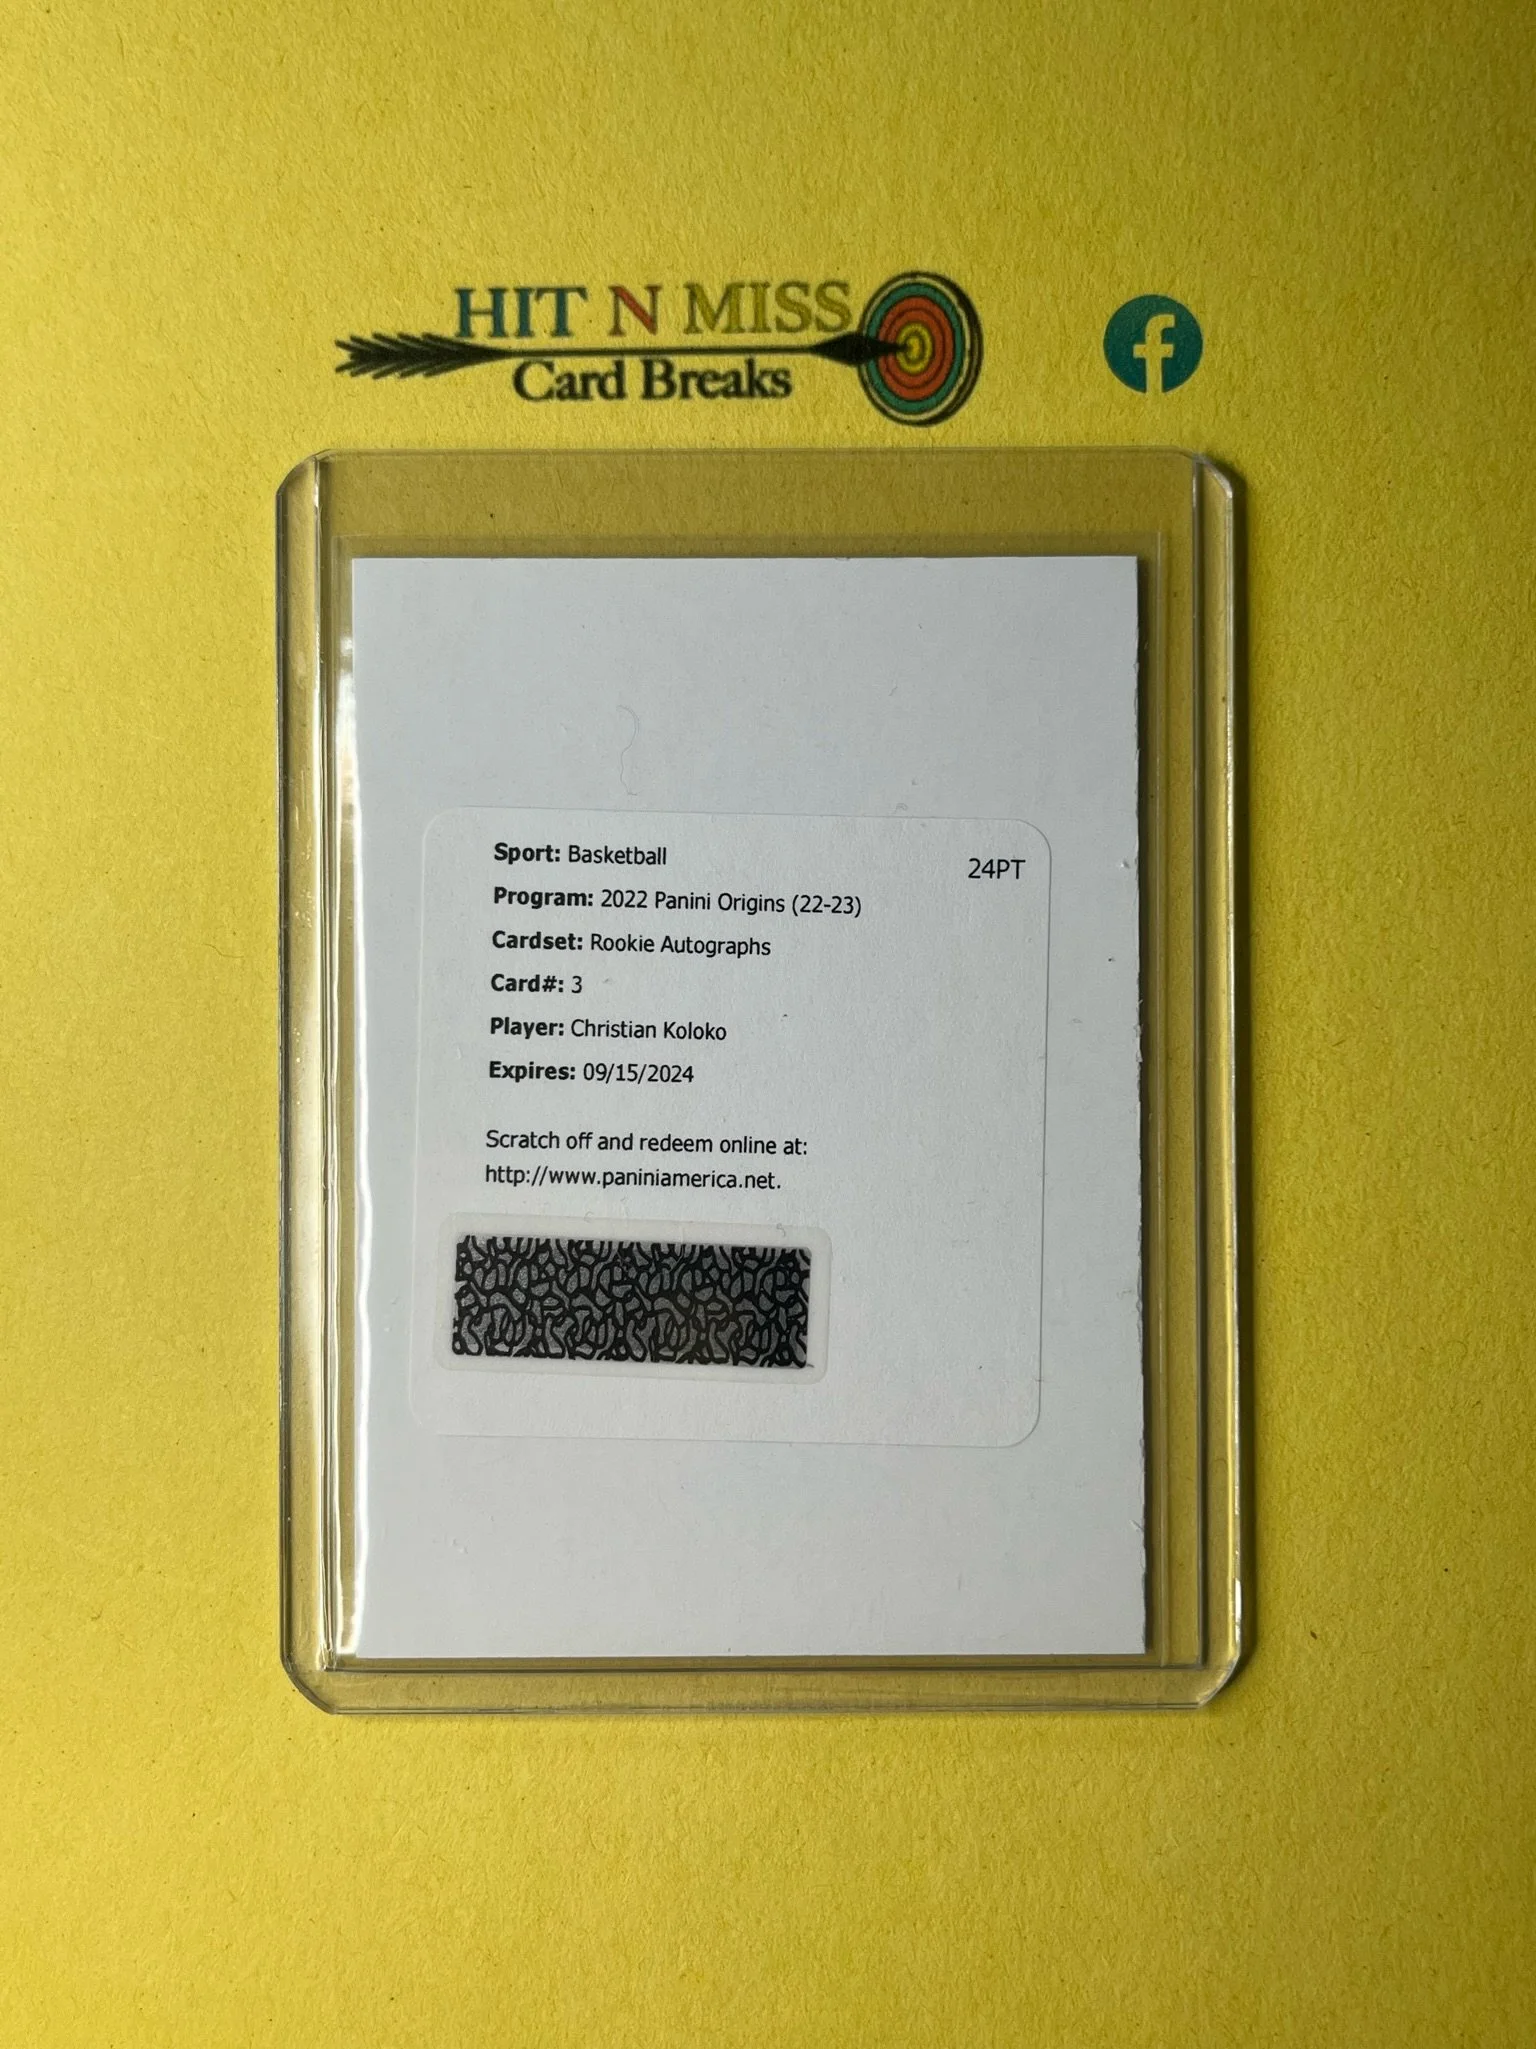 HIT N MISS
Card Breaks
f
Sport: Basketball
24PT
Program: 2022 Panini Origins (22-23)
Cardset: Rookie Autographs
Card#: 3
Player: Christian Koloko
Expires: 09/15/2024
Scratch off and redeem online at:
http://www.paniniamerica.net.